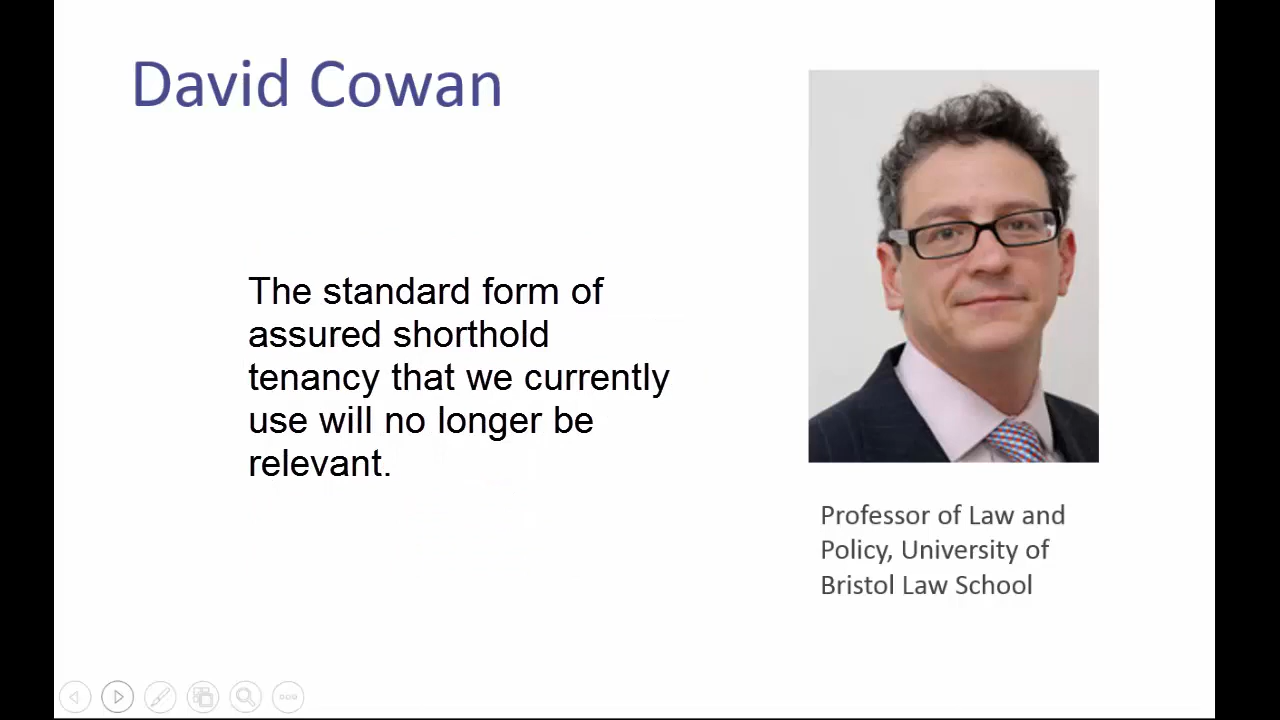 David Cowan
The standard form of
assured shorthold
tenancy that we currently
use will no longer be
relevant.
Professor of Law and
Policy, University of
Bristol Law School